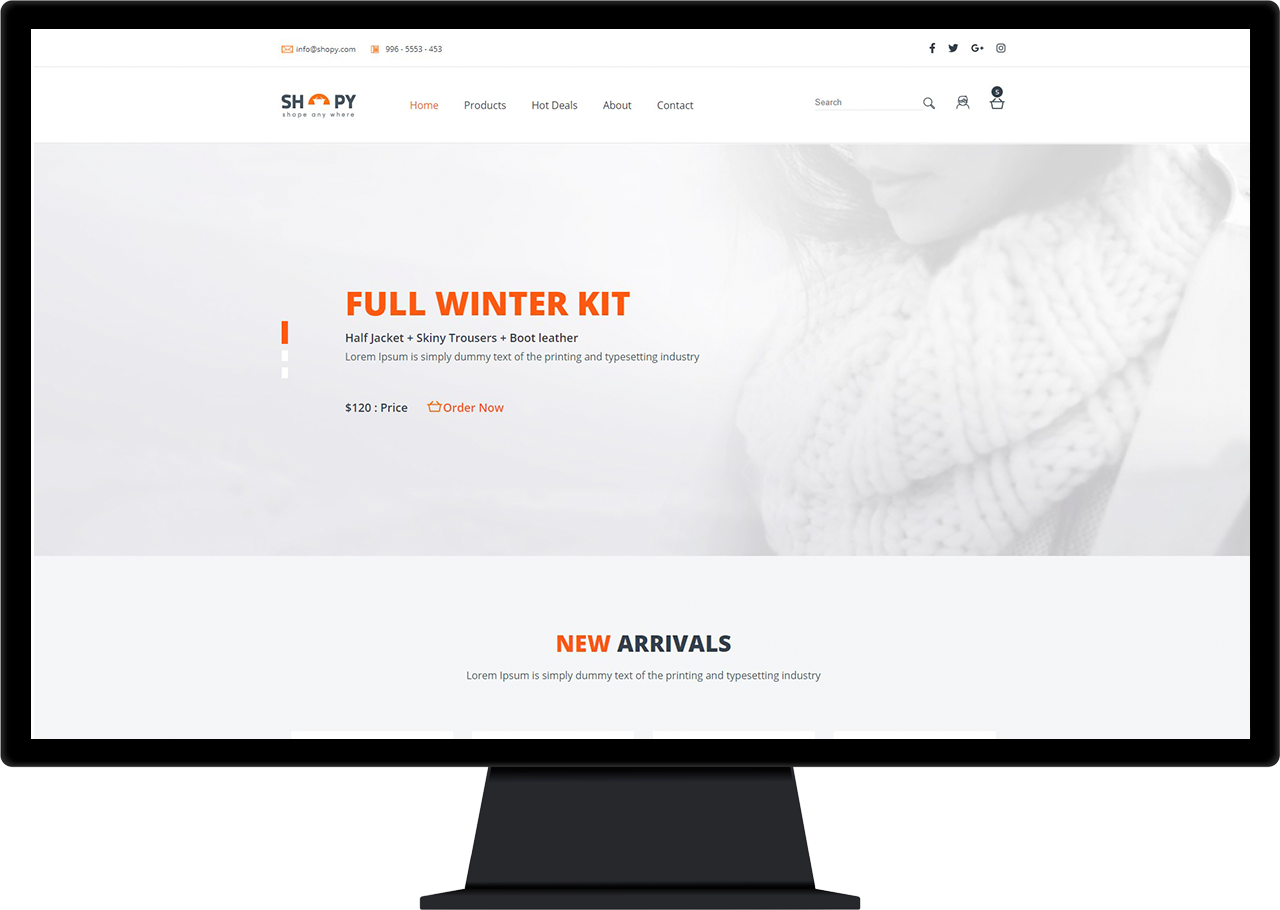 info@shopy.com 996 - 5553 - 453
SH PY
shope any where
Home Products Hot Deals About Contact
Search
5
FULL WINTER KIT
Half Jacket + Skiny Trousers + Boot leather
Lorem Ipsum is simply dummy text of the printing and typesetting industry
$120 : Price Order Now
NEW ARRIVALS
Lorem Ipsum is simply dummy text of the printing and typesetting industry